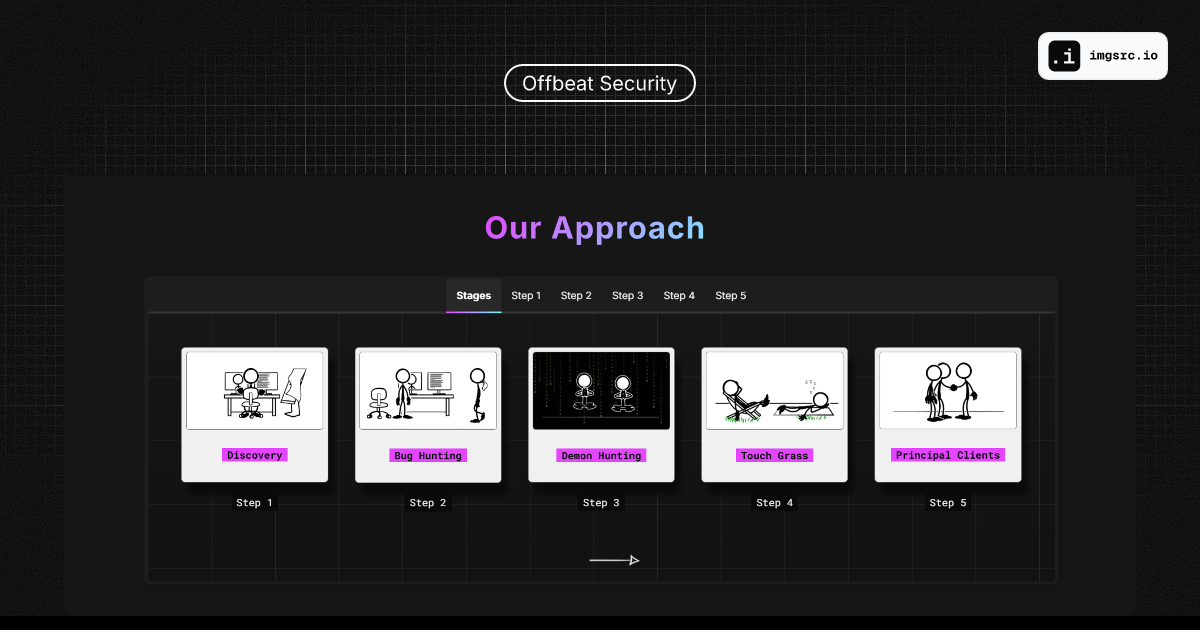 Offbeat Security
.i imgsrc.io
Our Approach
Stages Step 1 Step 2 Step 3 Step 4 Step 5
Discovery
Bug Hunting
Demon Hunting
Touch Grass
Principal Clients
Step 1
Step 2
Step 3
Step 4
Step 5